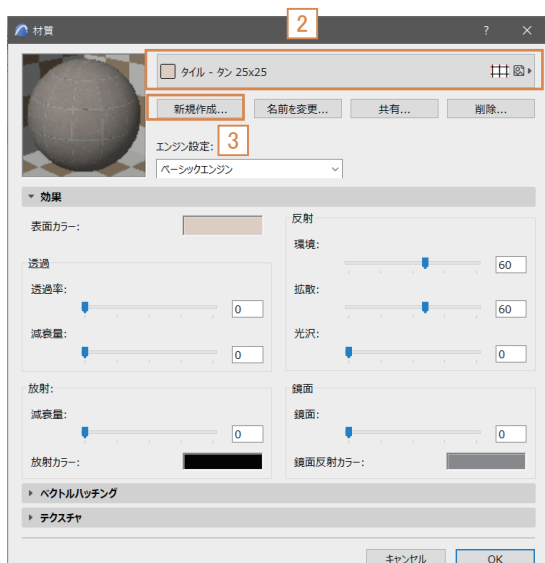 2
材質
?
タイル - タン 25x25
新規作成... 名前を変更... 共有... 削除...
エンジン設定: 3
ベーシックエンジン
効果
表面カラー:
反射
環境:
60
透過
透過率:
0
拡散:
60
減衰量:
0
光沢:
0
放射:
減衰量:
0
放射カラー:
鏡面
鏡面:
0
鏡面反射カラー:
ベクトルハッチング
テクスチャ
キャンセル OK